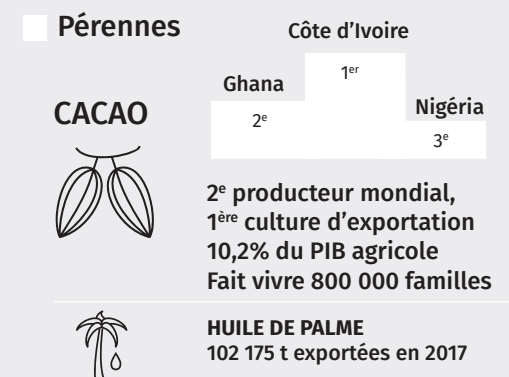 Pérennes
Côte d’Ivoire
1er
Ghana
2e
Nigéria
3e
CACAO
2e producteur mondial,
1ère culture d’exportation
10,2% du PIB agricole
Fait vivre 800 000 familles
HUILE DE PALME
102 175 t exportées en 2017